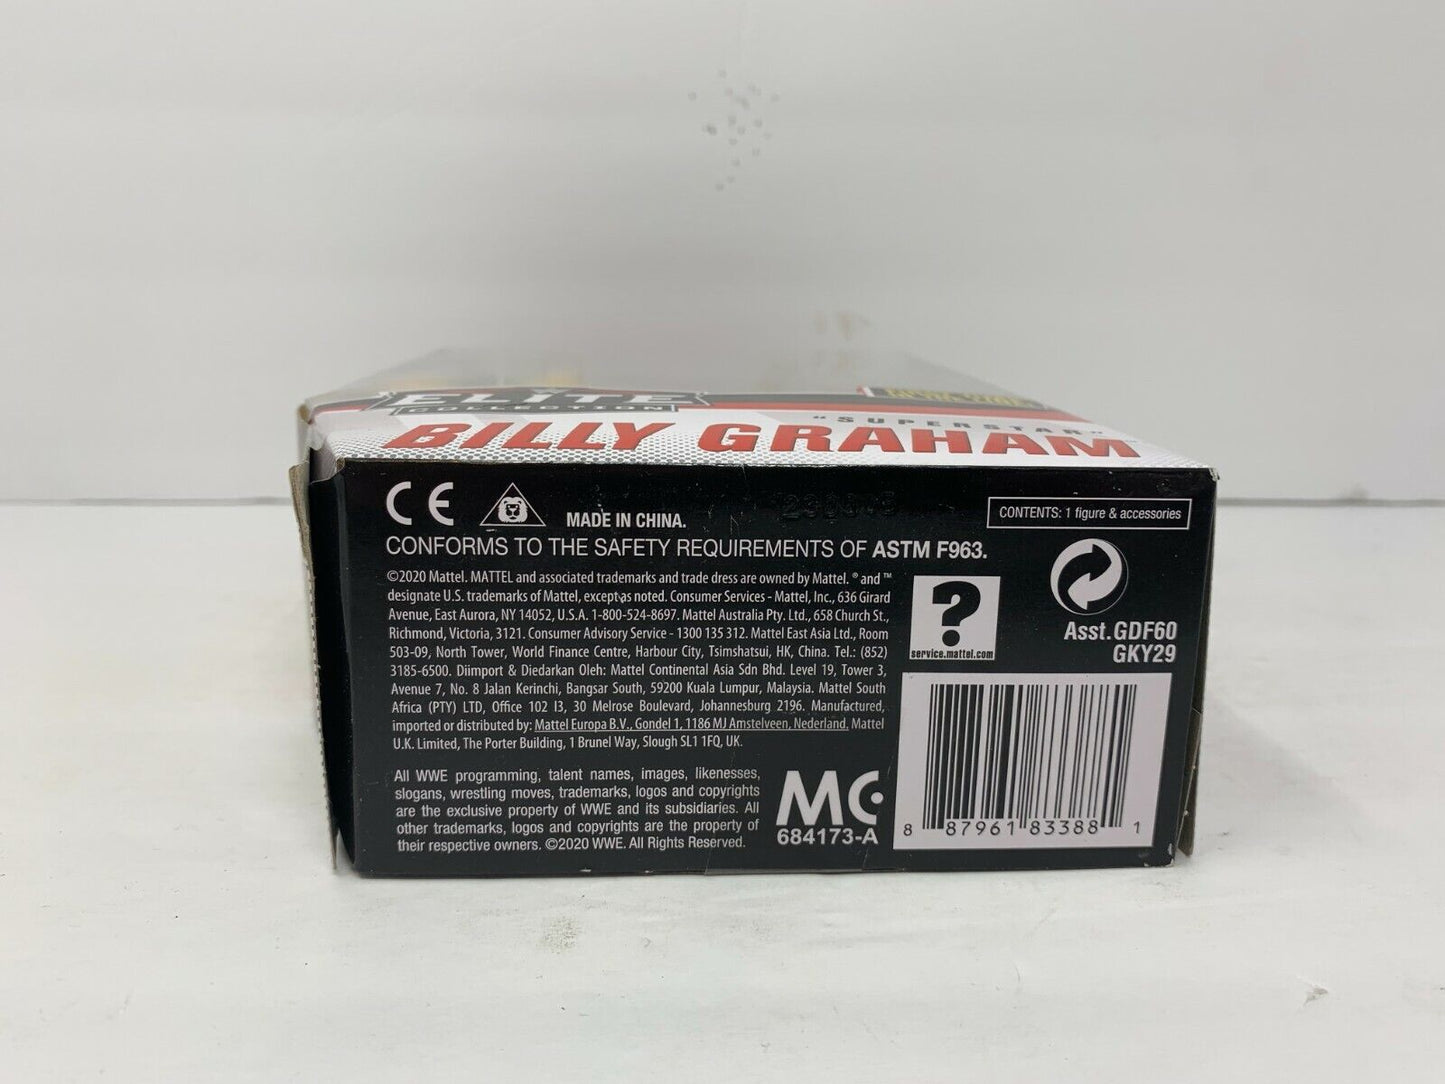 ELITE
COLLECTION
"SUPERSTAR"
BILLY GRAHAM™
CE
MADE IN CHINA.
CONTENTS: 1 figure & accessories
CONFORMS TO THE SAFETY REQUIREMENTS OF ASTM F963.
©2020 Mattel. MATTEL and associated trademarks and trade dress are owned by Mattel. ® and ™
designate U.S. trademarks of Mattel, except as noted. Consumer Services - Mattel, Inc., 636 Girard
Avenue, East Aurora, NY 14052, U.S.A. 1-800-524-8697. Mattel Australia Pty. Ltd., 658 Church St.,
Richmond, Victoria, 3121. Consumer Advisory Service - 1300 135 312. Mattel East Asia Ltd., Room
503-09, North Tower, World Finance Centre, Harbour City, Tsimshatsui, HK, China. Tel.: (852)
3185-6500. Diimport & Diedarkan Oleh: Mattel Continental Asia Sdn Bhd. Level 19, Tower 3,
Avenue 7, No. 8 Jalan Kerinchi, Bangsar South, 59200 Kuala Lumpur, Malaysia. Mattel South
Africa (PTY) LTD, Office 102 I3, 30 Melrose Boulevard, Johannesburg 2196. Manufactured,
imported or distributed by: Mattel Europa B.V., Gondel 1, 1186 MJ Amstelveen, Nederland. Mattel
U.K. Limited, The Porter Building, 1 Brunel Way, Slough SL1 1FQ, UK.
?
service.mattel.com
Asst.GDF60
GKY29
All WWE programming, talent names, images, likenesses,
slogans, wrestling moves, trademarks, logos and copyrights
are the exclusive property of WWE and its subsidiaries. All
other trademarks, logos and copyrights are the property of
their respective owners. ©2020 WWE. All Rights Reserved.
MC
684173-A
8 87961 83388 1